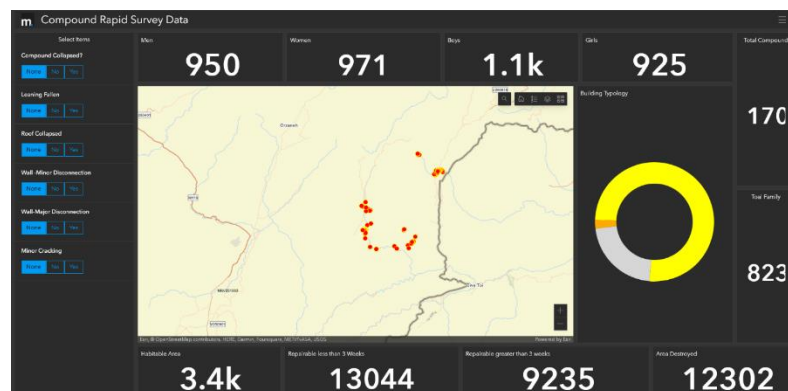 m Compound Rapid Survey Data
Select Items
Compound Collapsed?
None No Yes
Leaning Fallen
None No Yes
Roof Collapsed
None No Yes
Wall -Minor Disconnection
None No Yes
Wall-Major Disconnection
None No Yes
Minor Cracking
None No Yes
Men
950
Women
971
Boys
1.1k
Girls
925
Total Compound
170
Building Typology
Total Family
823
Powered by Esri
Habitable Area
3.4k
Repairable less than 3 Weeks
13044
Repairable greater than 3 weeks
9235
Area Destroyed
12302